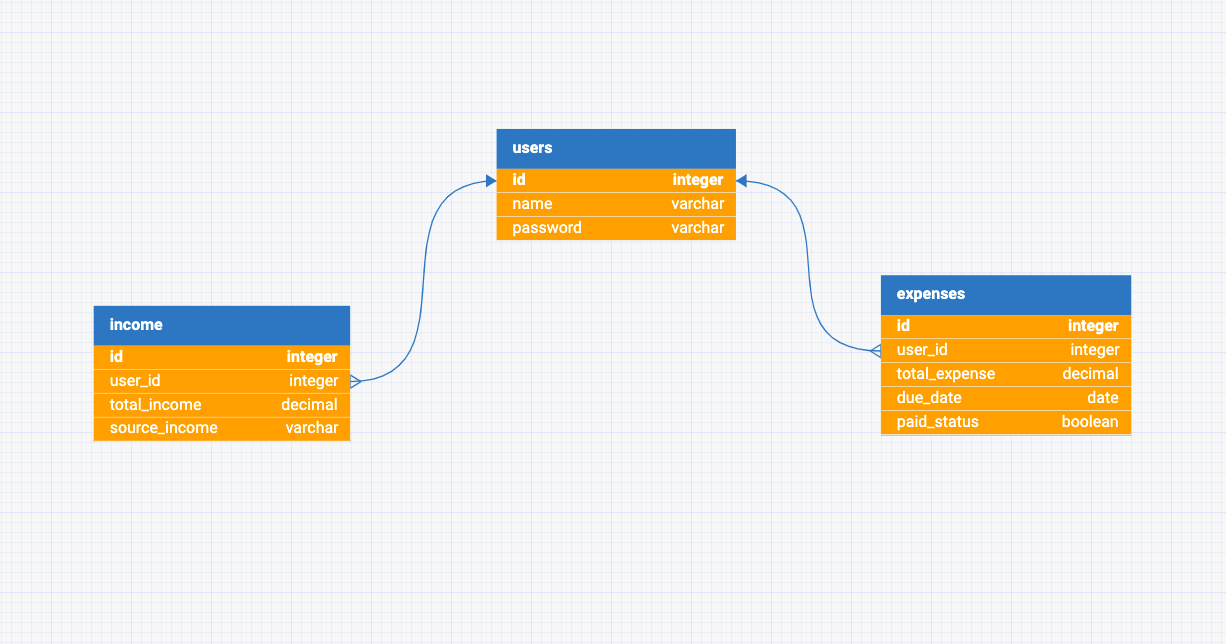 users
id integer
name varchar
password varchar
income
id integer
user_id integer
total_income decimal
source_income varchar
expenses
id integer
user_id integer
total_expense decimal
due_date date
paid_status boolean